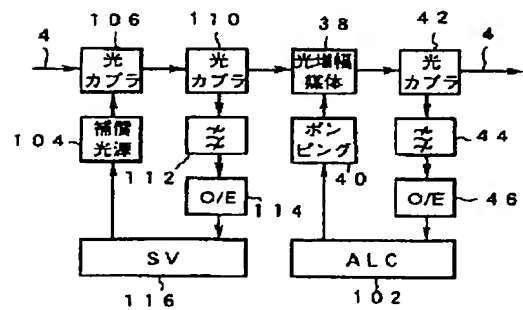 106 110 38 42
4 4
光カプラ 光カプラ 光増幅媒体 光カプラ
104 補償光源 ポンピング 44
112 40
O/E 114 O/E 46
SV ALC
116 102